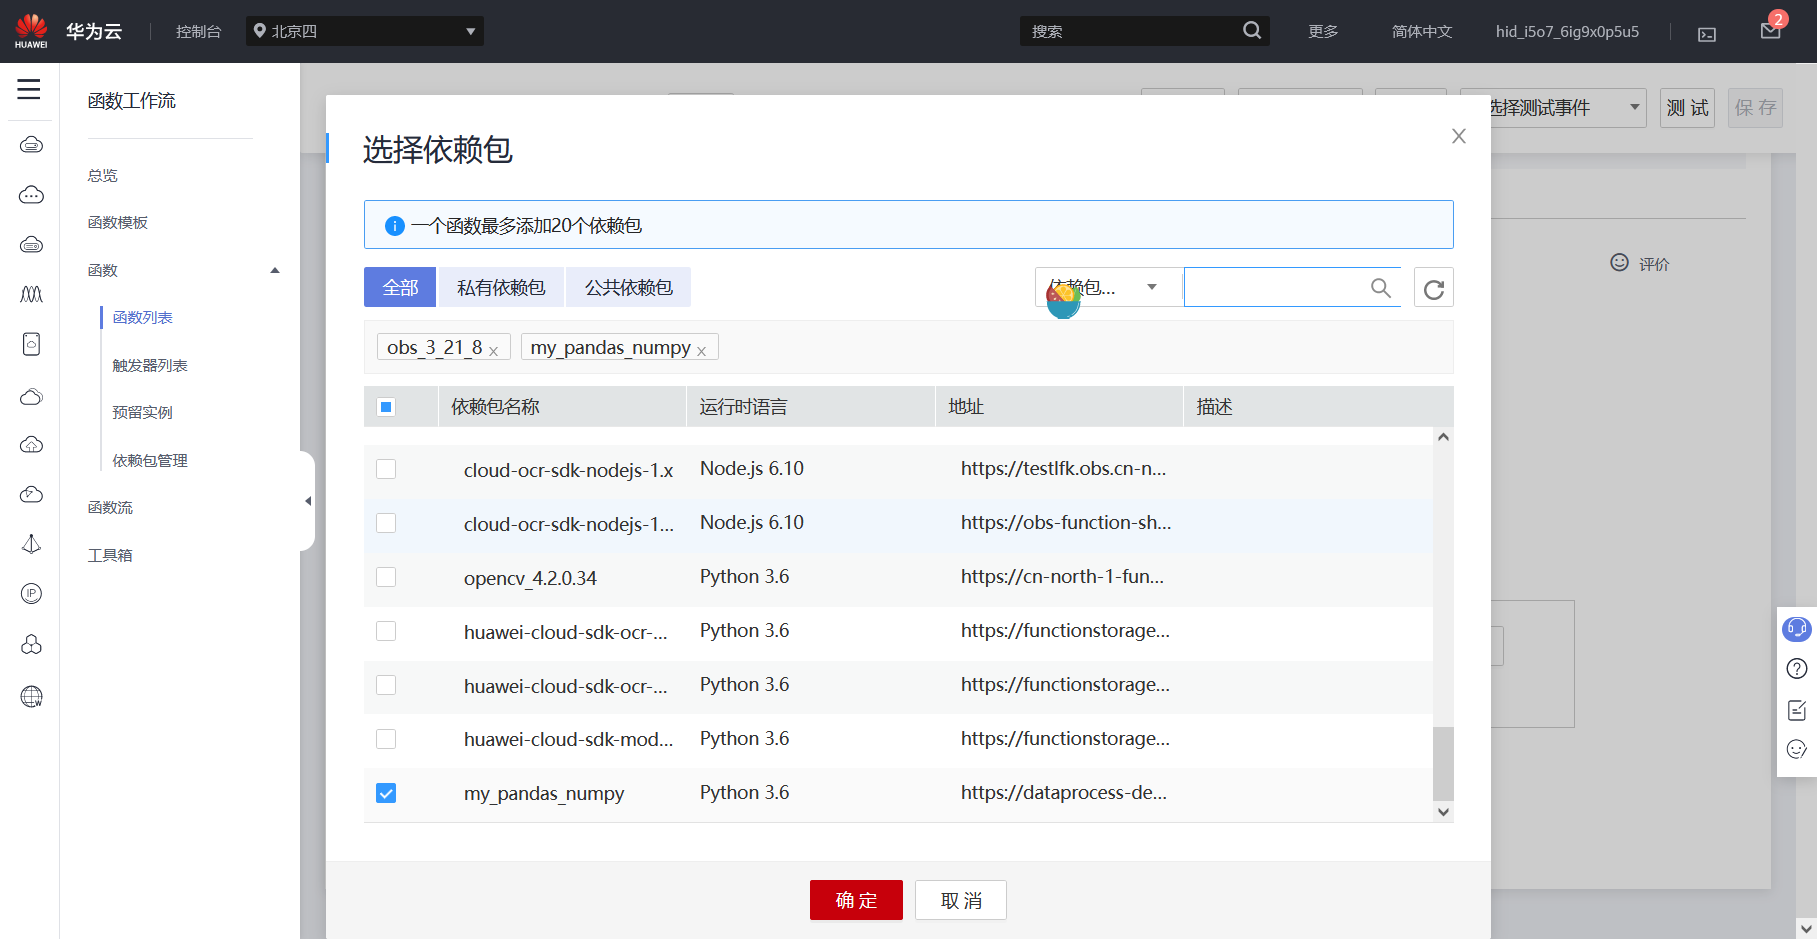 HUAWEI 华为云 控制台 北京四 搜索 更多 简体中文 hid_i5o7_6ig9x0p5u5 2
函数工作流
总览
函数模板
函数
函数列表
触发器列表
预留实例
依赖包管理
函数流
工具箱
选择测试事件 测 试 保 存
评价
选择依赖包
一个函数最多添加20个依赖包
全部 私有依赖包 公共依赖包 依赖包...
obs_3_21_8 x my_pandas_numpy x
依赖包名称 运行时语言 地址 描述
cloud-ocr-sdk-nodejs-1.x Node.js 6.10 https://testlfk.obs.cn-n...
cloud-ocr-sdk-nodejs-1... Node.js 6.10 https://obs-function-sh...
opencv_4.2.0.34 Python 3.6 https://cn-north-1-fun...
huawei-cloud-sdk-ocr-... Python 3.6 https://functionstorage...
huawei-cloud-sdk-ocr-... Python 3.6 https://functionstorage...
huawei-cloud-sdk-mod... Python 3.6 https://functionstorage...
my_pandas_numpy Python 3.6 https://dataprocess-de...
确 定 取 消
IP
W